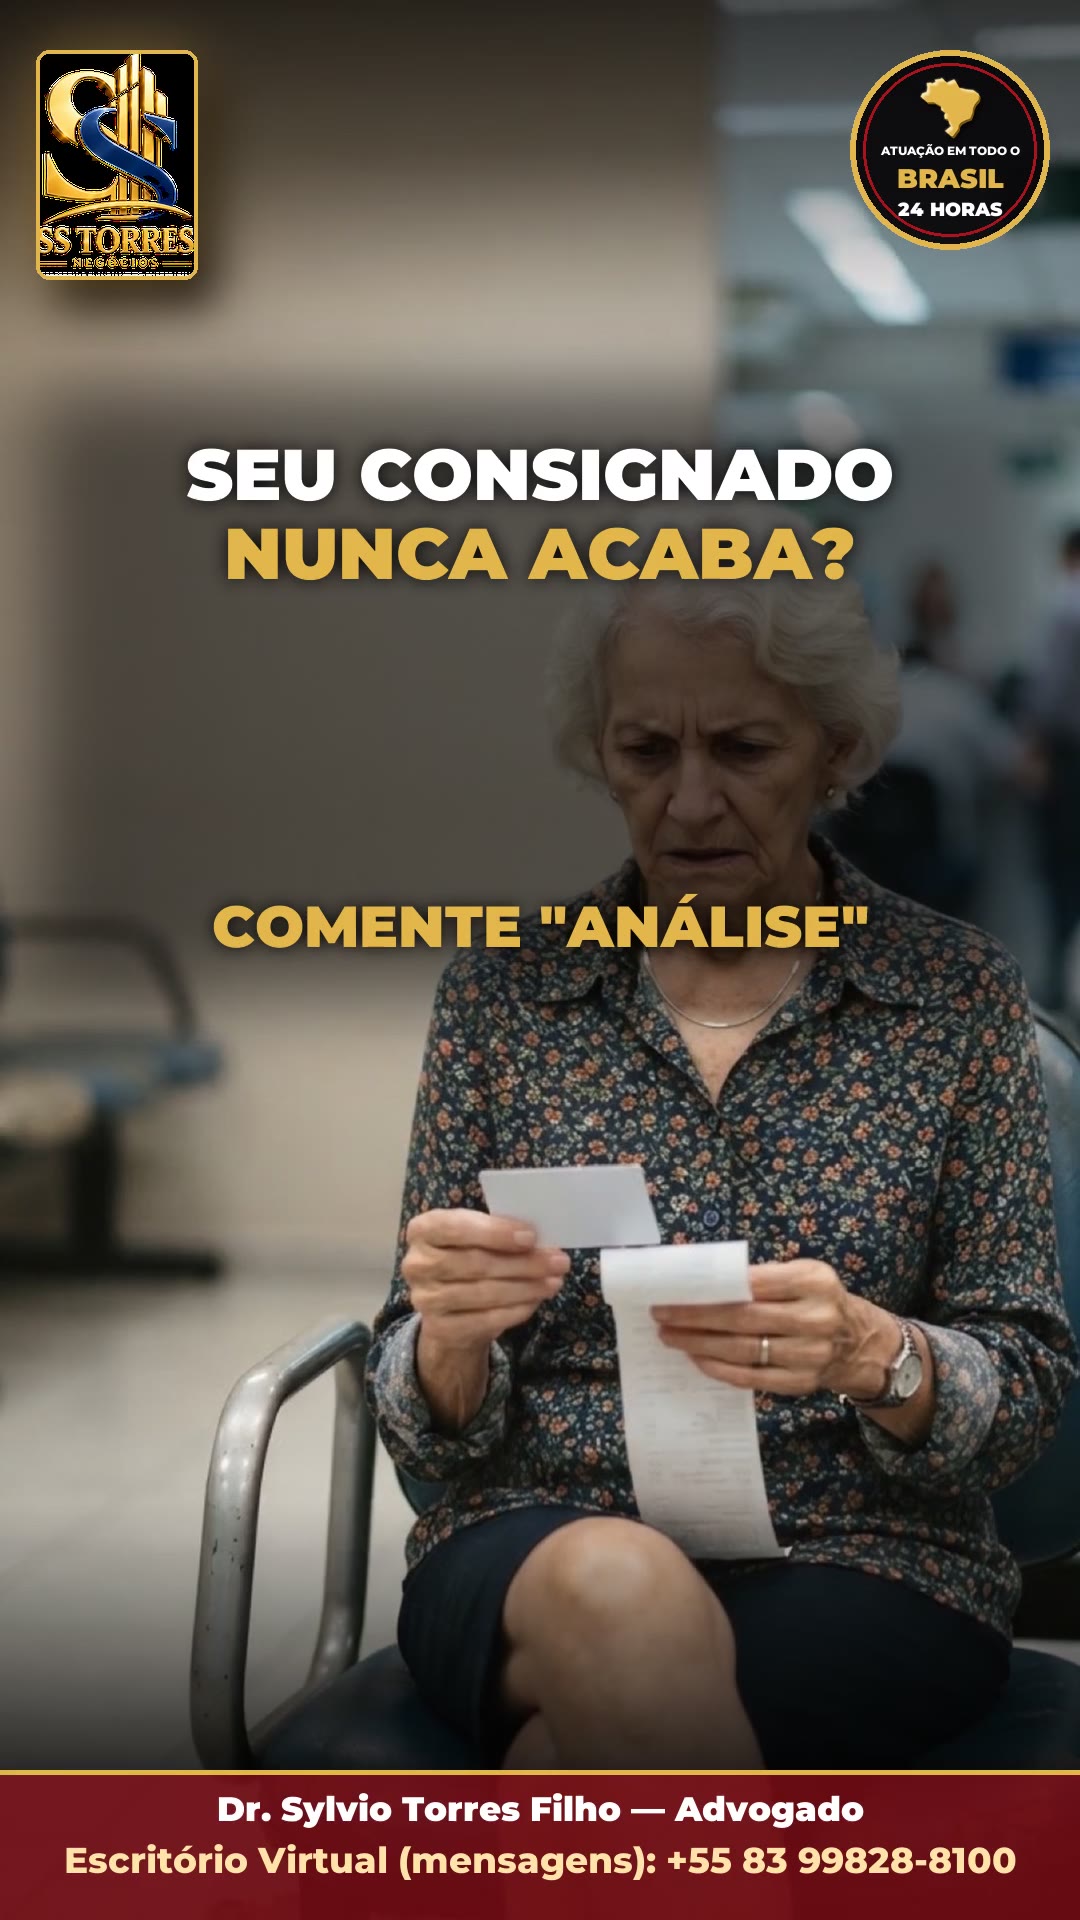 SS TORRES
NEGÓCIOS
ATUAÇÃO EM TODO O
BRASIL
24 HORAS
SEU CONSIGNADO
NUNCA ACABA?
COMENTE "ANÁLISE"
Dr. Sylvio Torres Filho — Advogado
Escritório Virtual (mensagens): +55 83 99828-8100